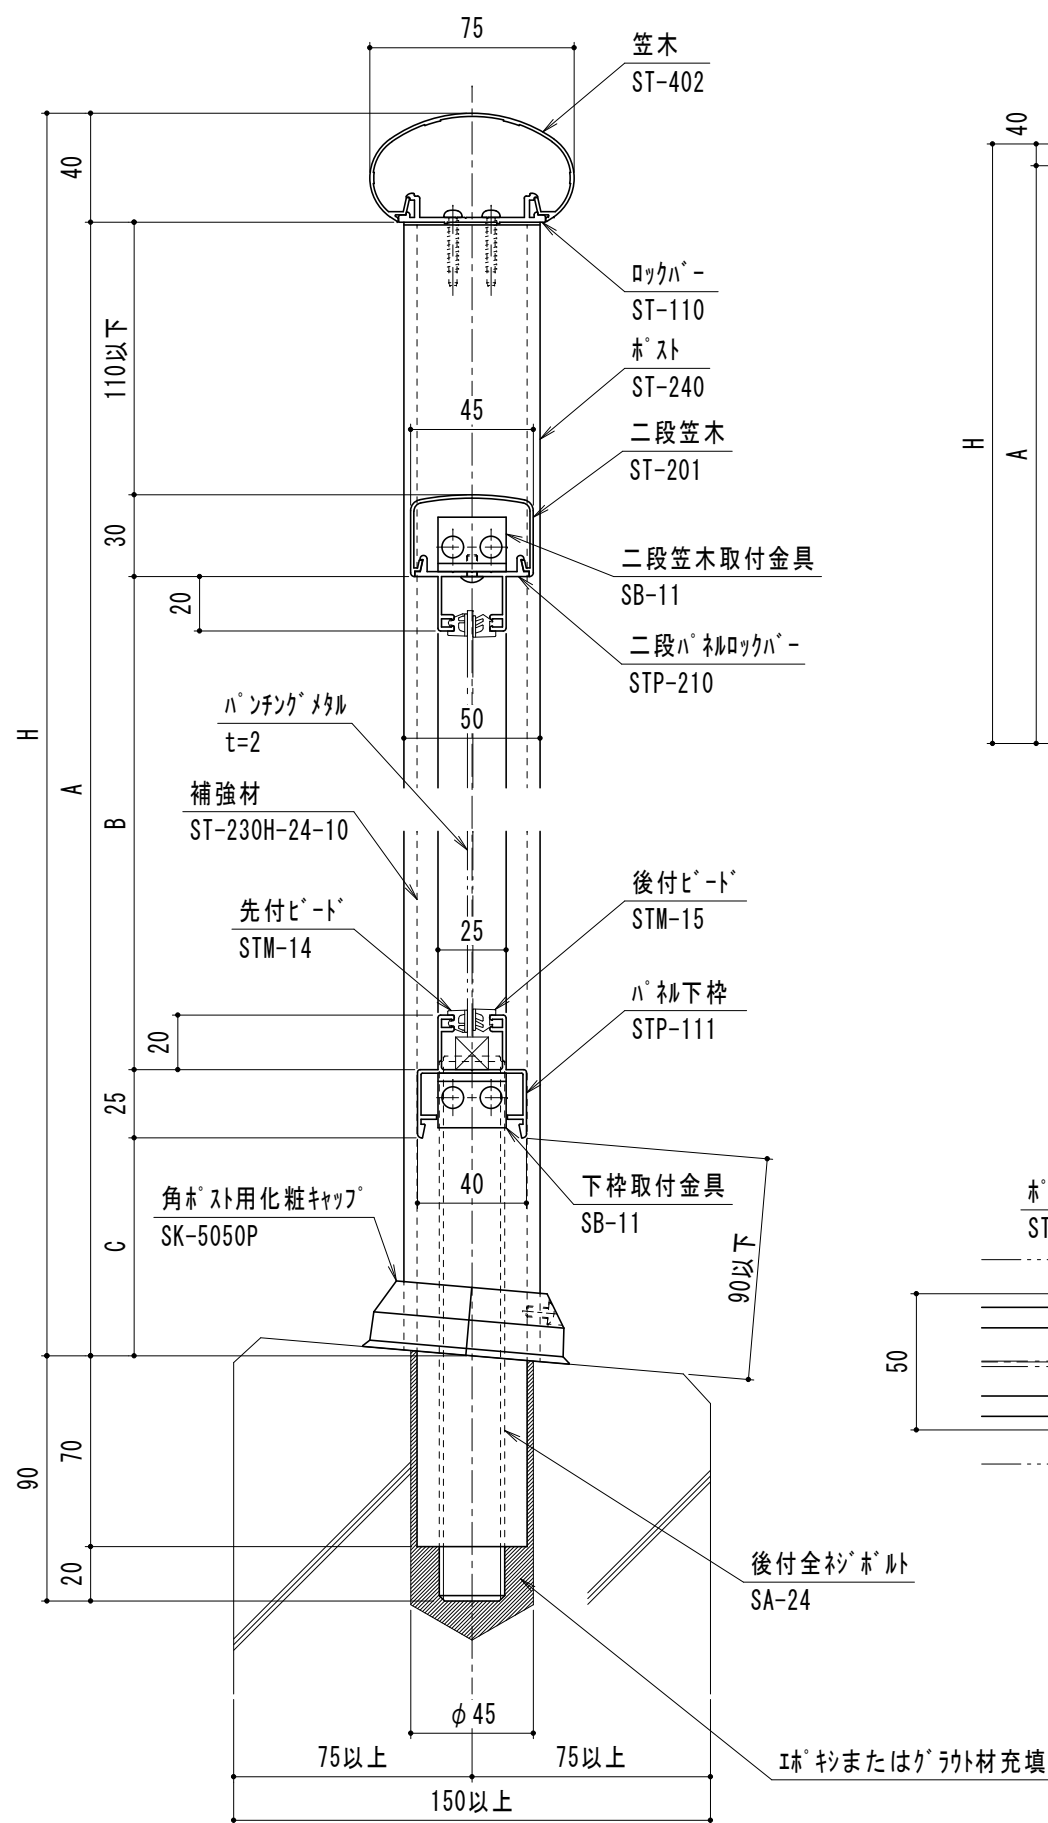 75
笠木
ST-402
40
40
ロックバー
ST-110
110以下
ポスト
ST-240
45
二段笠木
ST-201
H
A
30
二段笠木取付金具
SB-11
20
二段パネルロックバー
STP-210
パンチングメタル
t=2
50
H
A
B
補強材
ST-230H-24-10
後付ビード
STM-15
先付ビード
STM-14
25
パネル下枠
STP-111
20
25
角ポスト用化粧キャップ
SK-5050P
40
下枠取付金具
SB-11
C
90以下
ポ
ST
50
90
70
20
後付全ネジボルト
SA-24
φ45
75以上
75以上
エポキシまたはグラウト材充填
150以上